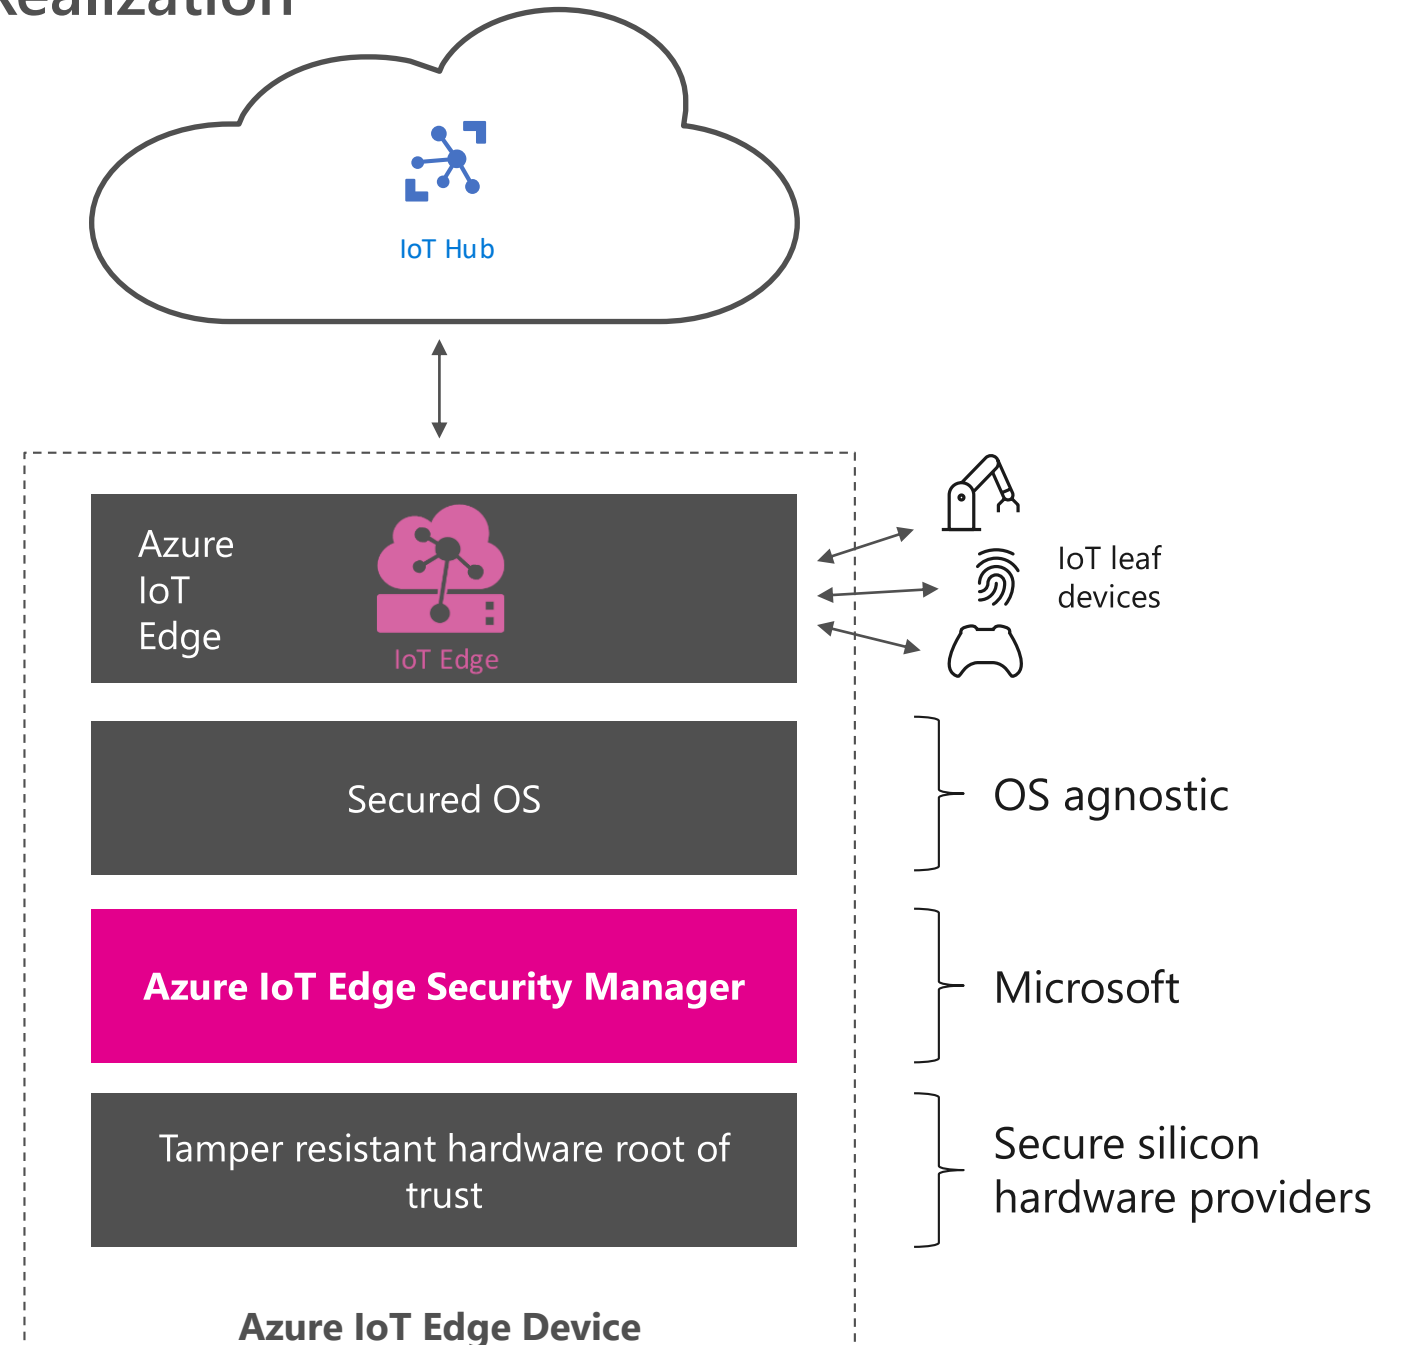 Realization
IoT Hub
Azure
IoT
Edge
IoT Edge
IoT leaf
devices
Secured OS
OS agnostic
Azure IoT Edge Security Manager
Microsoft
Tamper resistant hardware root of
trust
Secure silicon
hardware providers
Azure IoT Edge Device